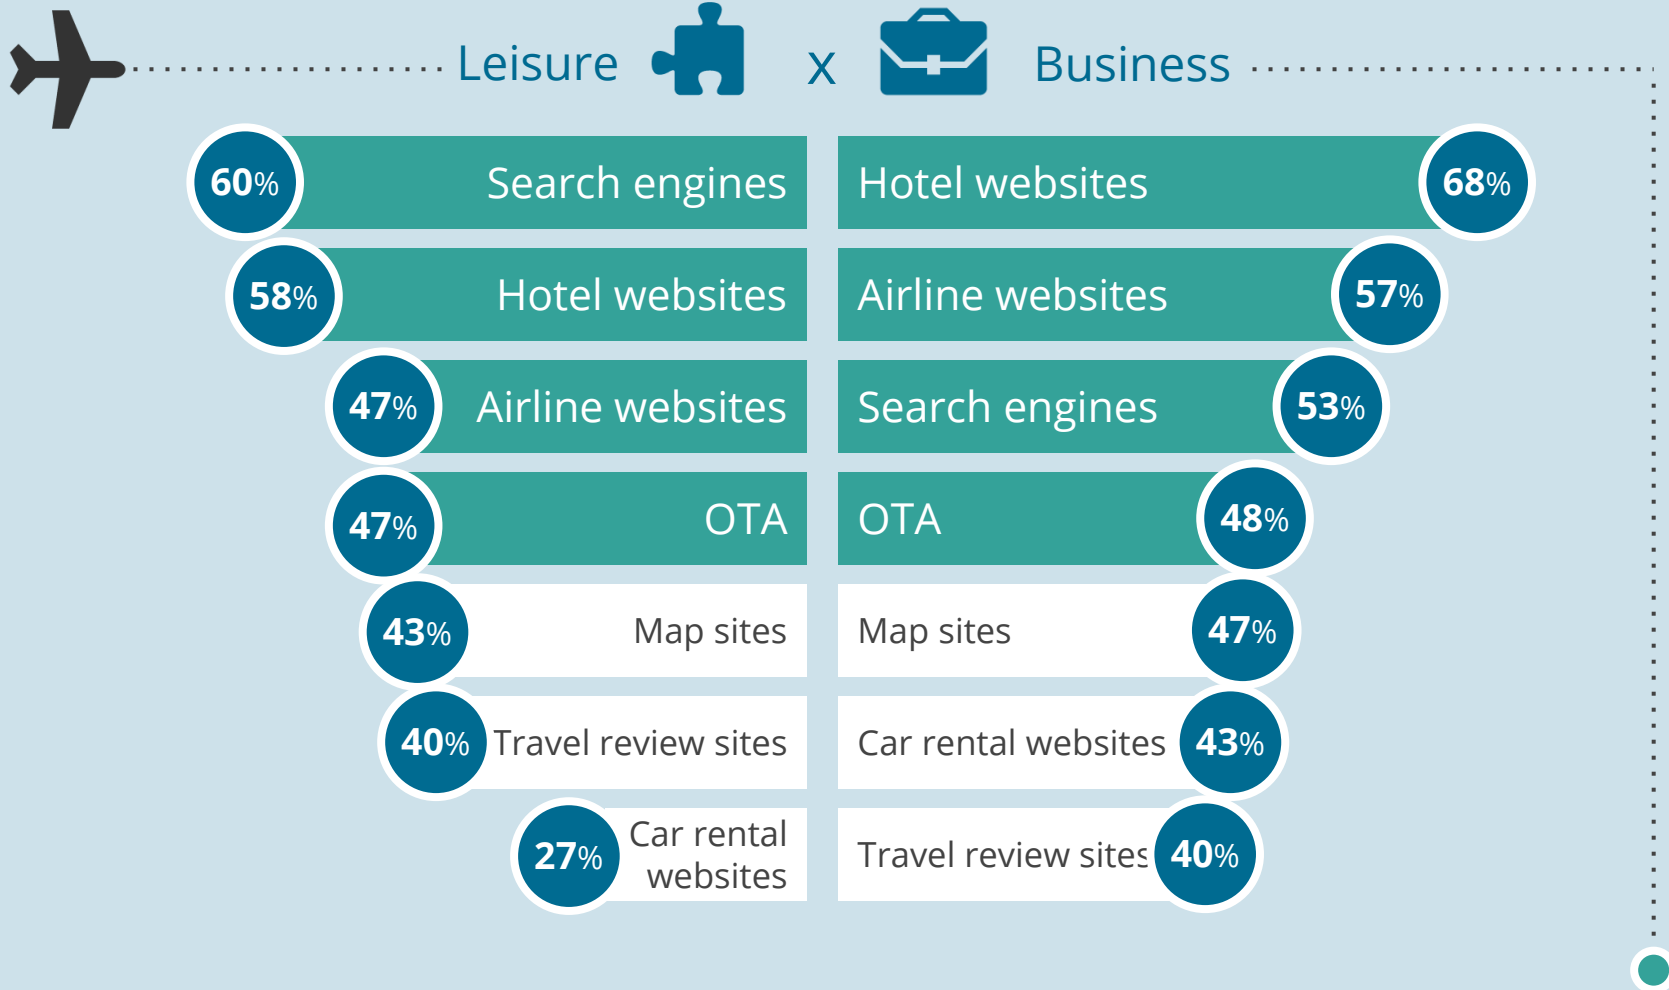 Leisure x Business
60% Search engines
Hotel websites 68%
58% Hotel websites
Airline websites 57%
47% Airline websites
Search engines 53%
47% OTA
OTA 48%
43% Map sites
Map sites 47%
40% Travel review sites
Car rental websites 43%
27% Car rental
websites
Travel review sites 40%